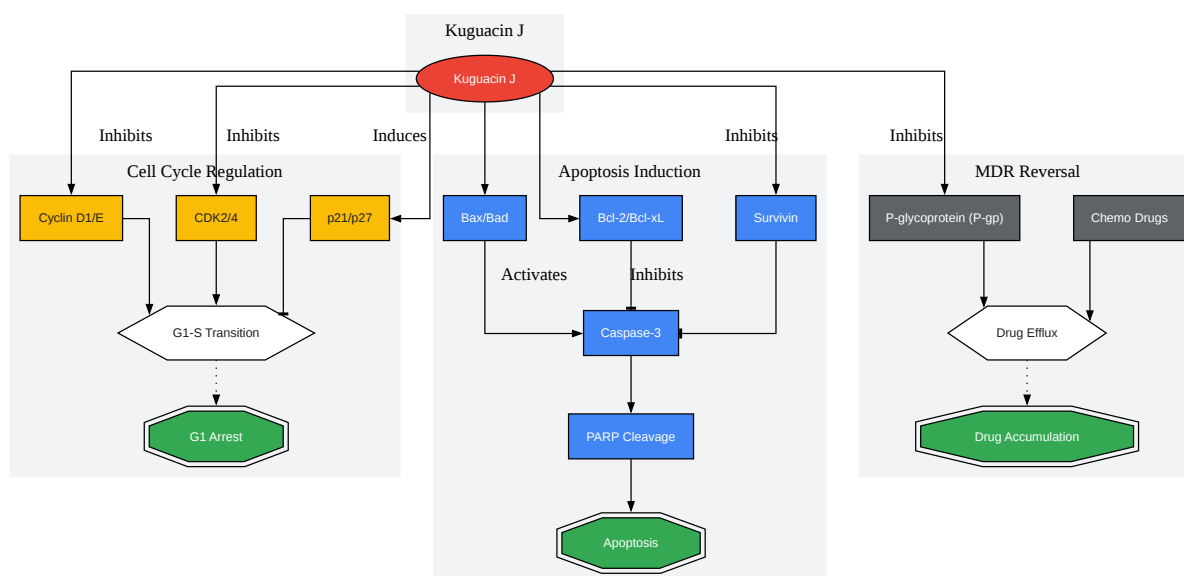 Kuguacin J
Kuguacin J
Inhibits
Inhibits
Induces
Inhibits
Inhibits
Cell Cycle Regulation
Apoptosis Induction
MDR Reversal
Cyclin D1/E
CDK2/4
p21/p27
Bax/Bad
Bcl-2/Bcl-xL
Survivin
P-glycoprotein (P-gp)
Chemo Drugs
Activates
Inhibits
G1-S Transition
Caspase-3
Drug Efflux
G1 Arrest
PARP Cleavage
Drug Accumulation
Apoptosis